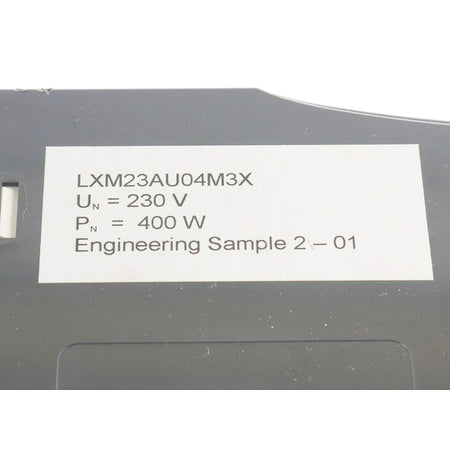 LXM23AU04M3X
UN = 230 V
PN = 400 W
Engineering Sample 2 – 01